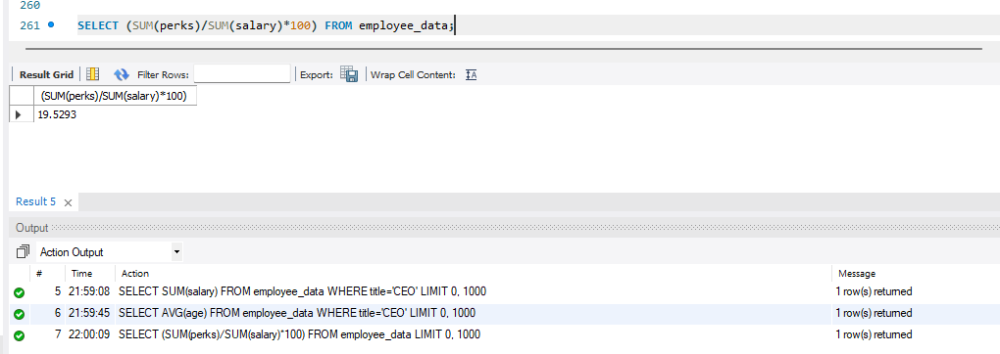 260
261 SELECT (SUM(perks)/SUM(salary)*100) FROM employee_data;
Result Grid Filter Rows: Export: Wrap Cell Content: IA
(SUM(perks)/SUM(salary)*100)
19.5293
Result 5 ×
Output
Action Output
# Time Action Message
5 21:59:08 SELECT SUM(salary) FROM employee_data WHERE title='CEO' LIMIT 0, 1000 1 row(s) returned
6 21:59:45 SELECT AVG(age) FROM employee_data WHERE title='CEO' LIMIT 0, 1000 1 row(s) returned
7 22:00:09 SELECT (SUM(perks)/SUM(salary)*100) FROM employee_data LIMIT 0, 1000 1 row(s) returned